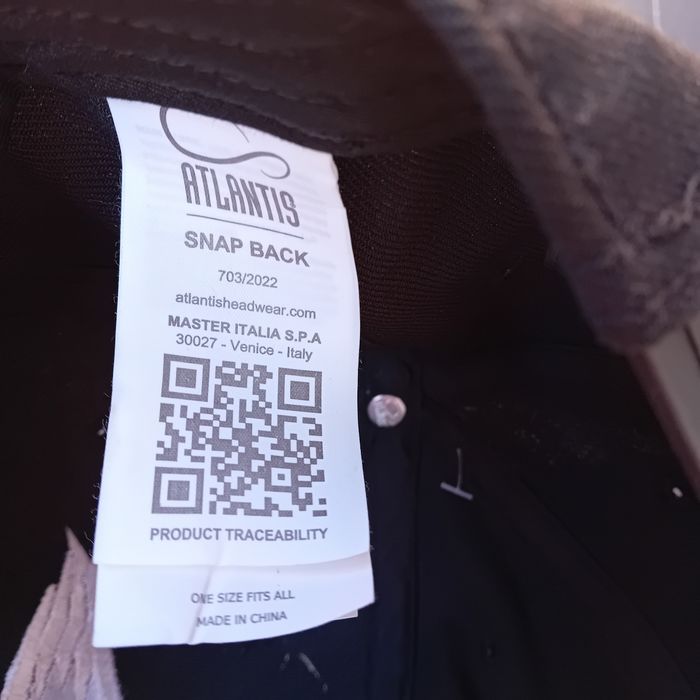 ATLANTIS
SNAP BACK
703/2022
atlantisheadwear.com
MASTER ITALIA S.P.A
30027 - Venice - Italy
PRODUCT TRACEABILITY
ONE SIZE FITS ALL
MADE IN CHINA